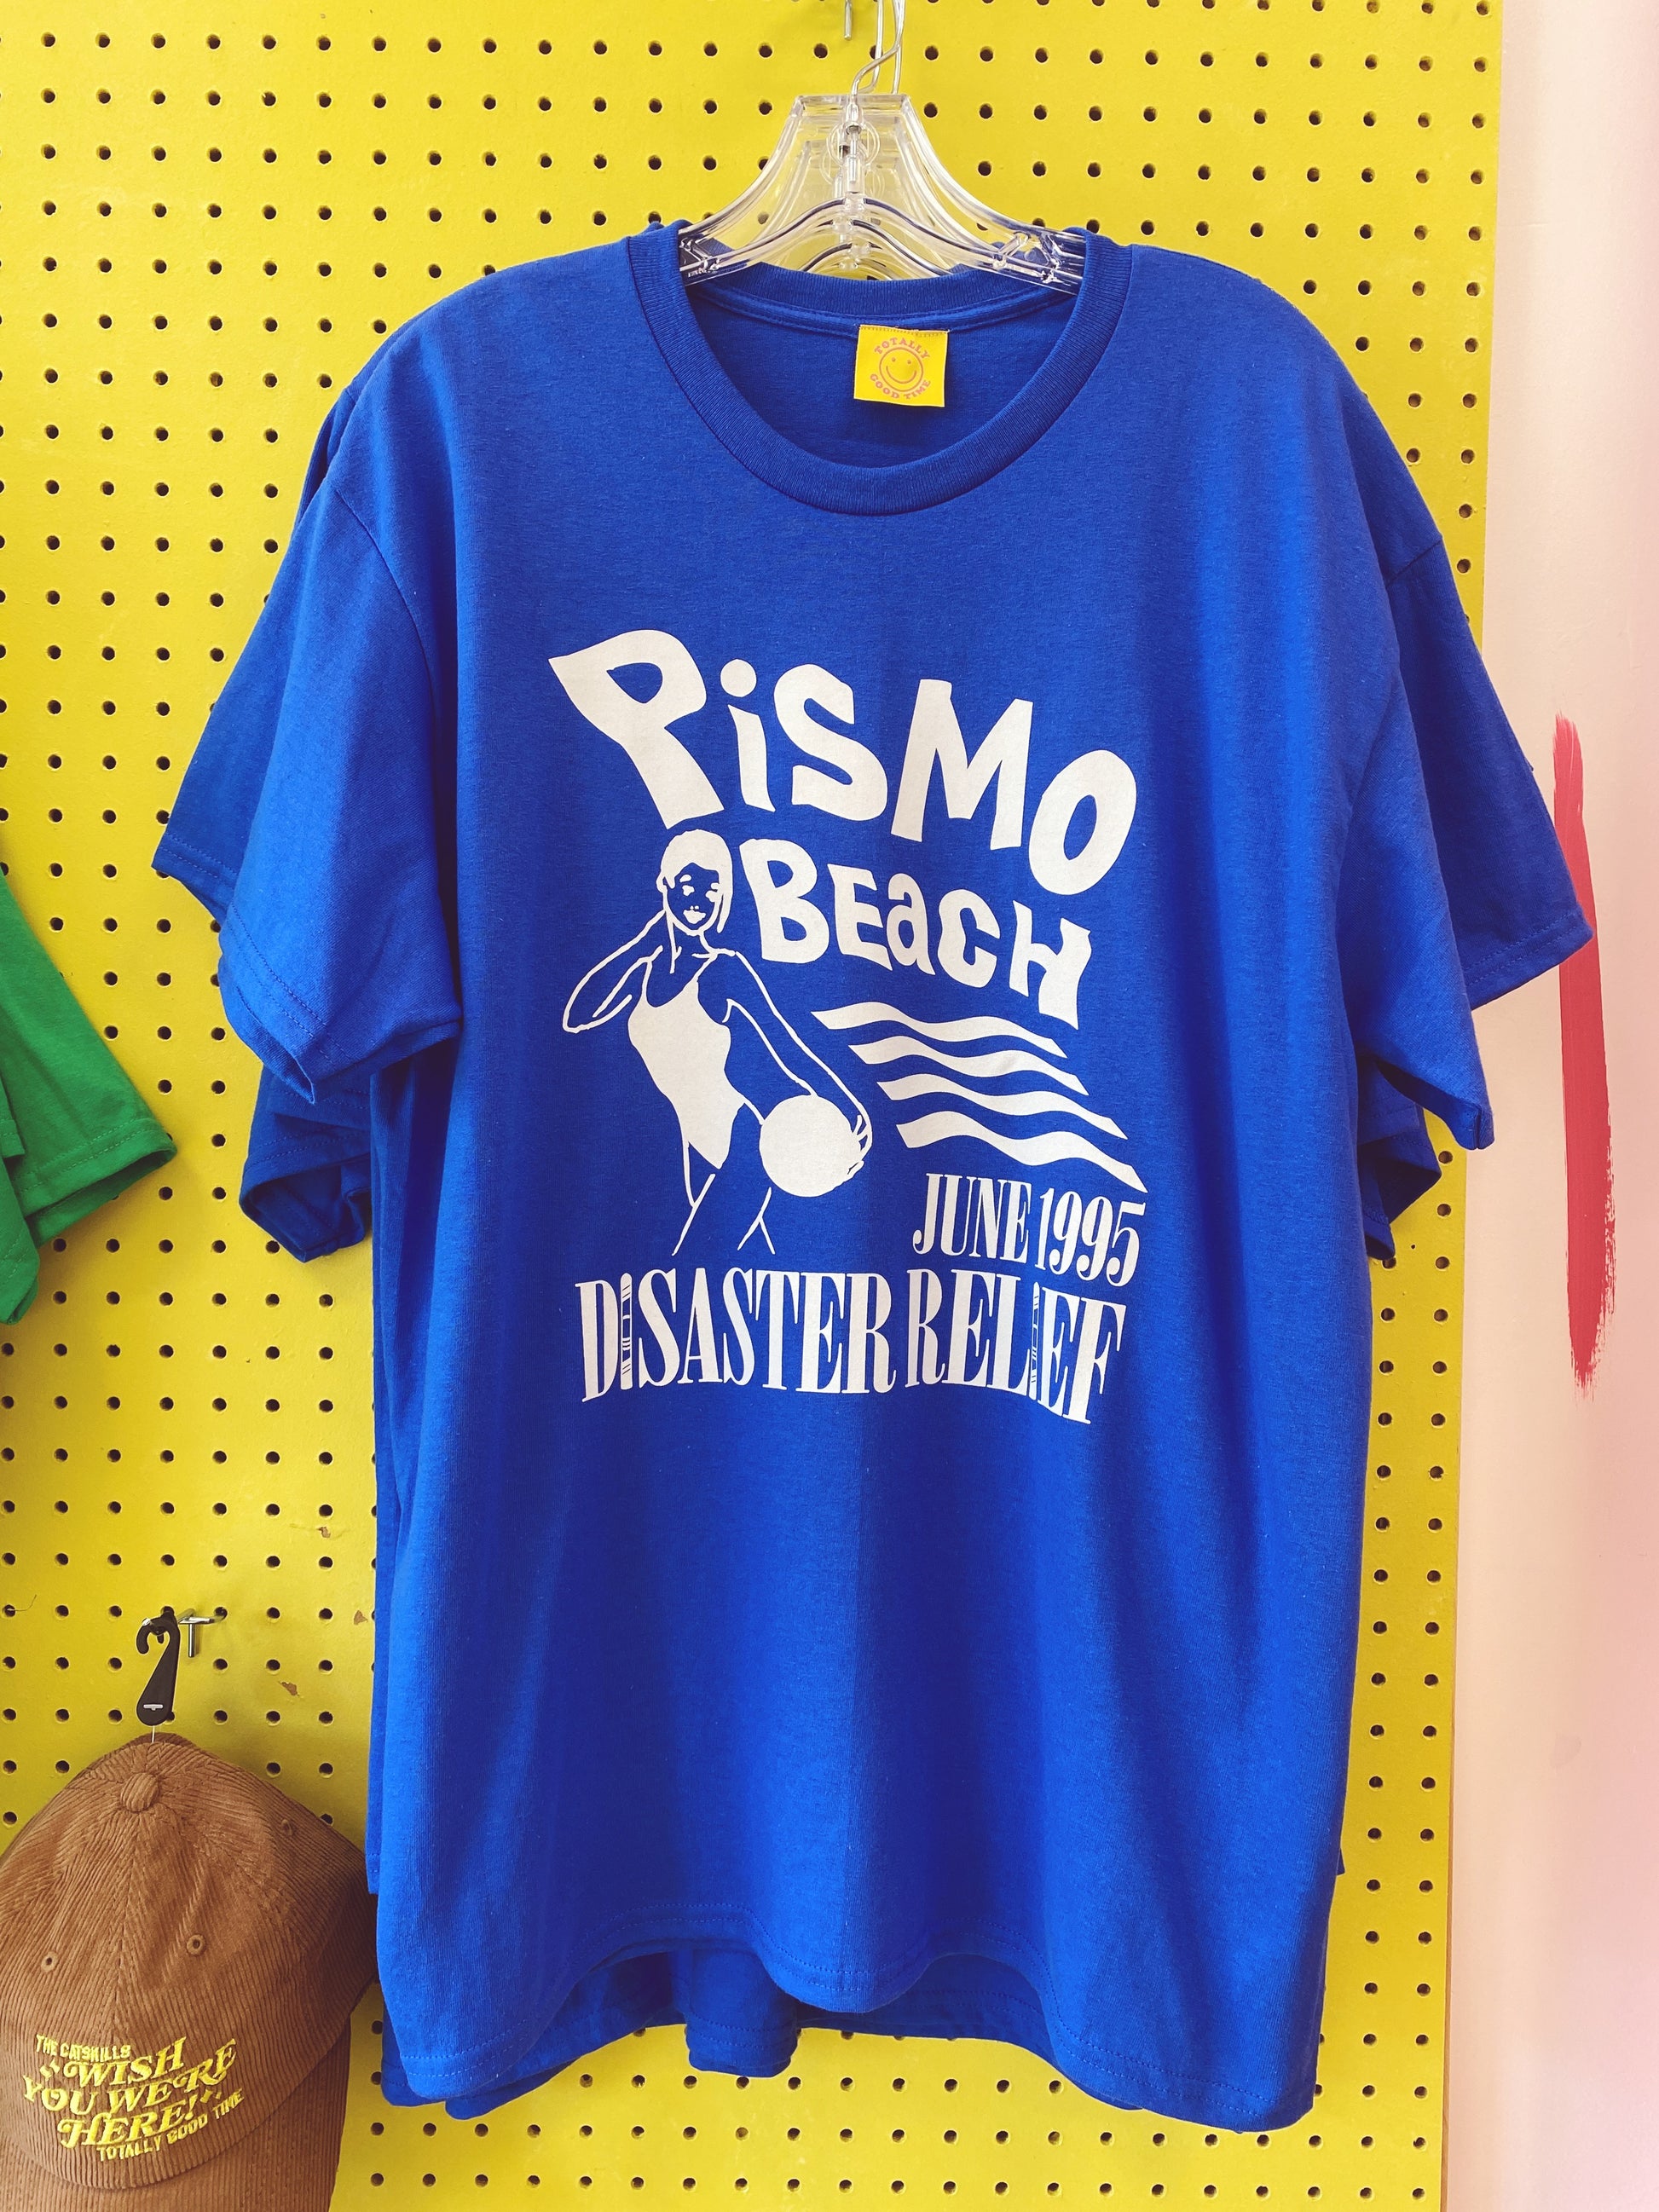 TOTALLY
GOOD TIME
PiSMO
BEaCH
JUNE 1995
DiSASTER RELiEF
THE CATSKILLS
"WISH
YOU WERE
HERE!"
TOTALLY GOOD TIME